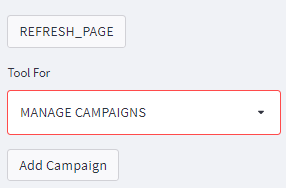 REFRESH_PAGE
Tool For
MANAGE CAMPAIGNS
Add Campaign